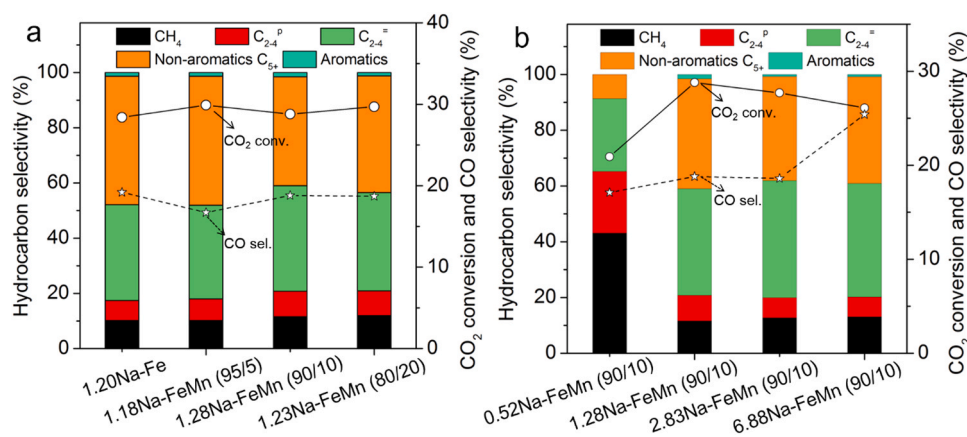 a
CH4
C2-4p
C2-4=
Non-aromatics C5+
Aromatics
Hydrocarbon selectivity (%)
100
80
60
40
20
0
CO2 conv.
CO sel.
40
30
20
10
0
CO2 conversion and CO selectivity (%)
1.20Na-Fe
1.18Na-FeMn (95/5)
1.28Na-FeMn (90/10)
1.23Na-FeMn (80/20)
b
CH4
C2-4p
C2-4=
Non-aromatics C5+
Aromatics
Hydrocarbon selectivity (%)
100
80
60
40
20
0
CO2 conv.
CO sel.
30
20
10
0
CO2 conversion and CO selectivity (%)
0.52Na-FeMn (90/10)
1.28Na-FeMn (90/10)
2.83Na-FeMn (90/10)
6.88Na-FeMn (90/10)